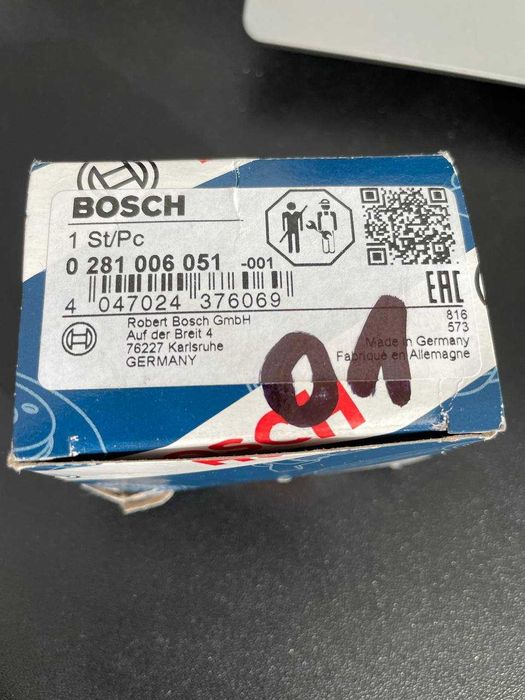 BOSCH
1 St/Pc
0 281 006 051 -001
4 047024 376069
EAC
Robert Bosch GmbH
Auf der Breit 4
76227 Karlsruhe
GERMANY
816
573
Made in Germany
Fabriqué en Allemagne
01